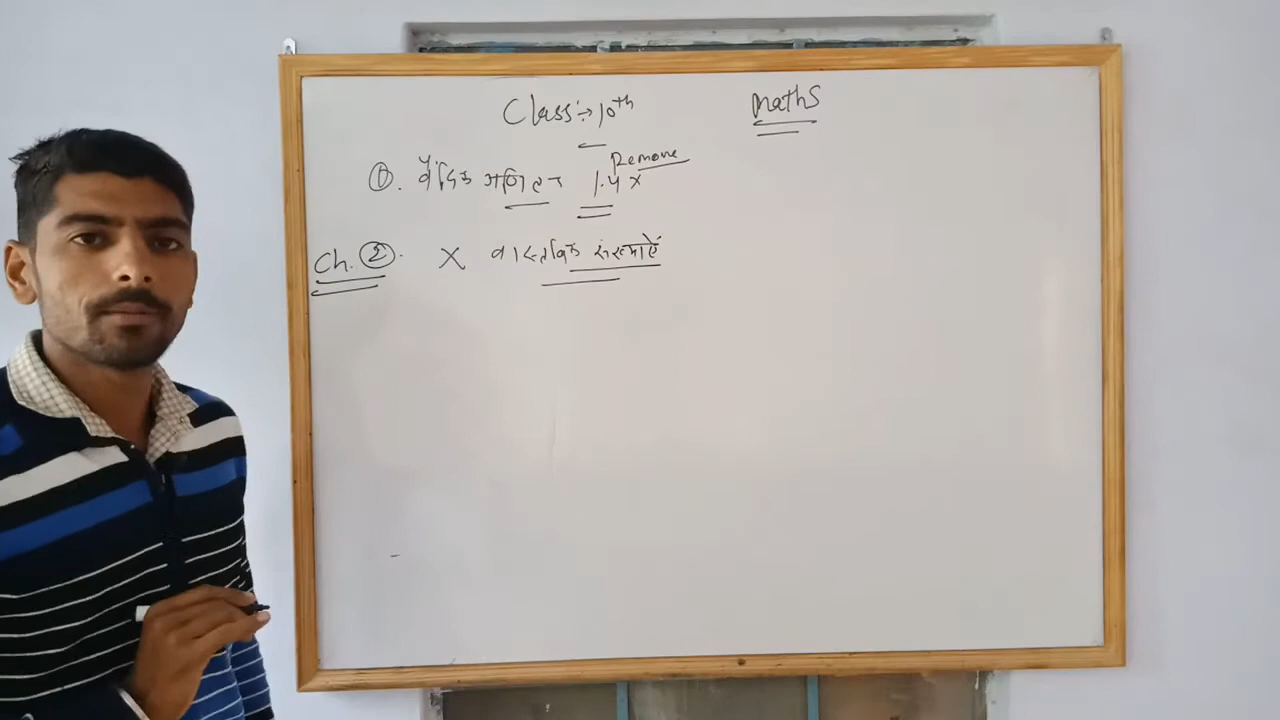 Class:→10th Maths
①. वैदिक गणित 1.4 x Remove
Ch. ②. X वास्तविक संख्याएं